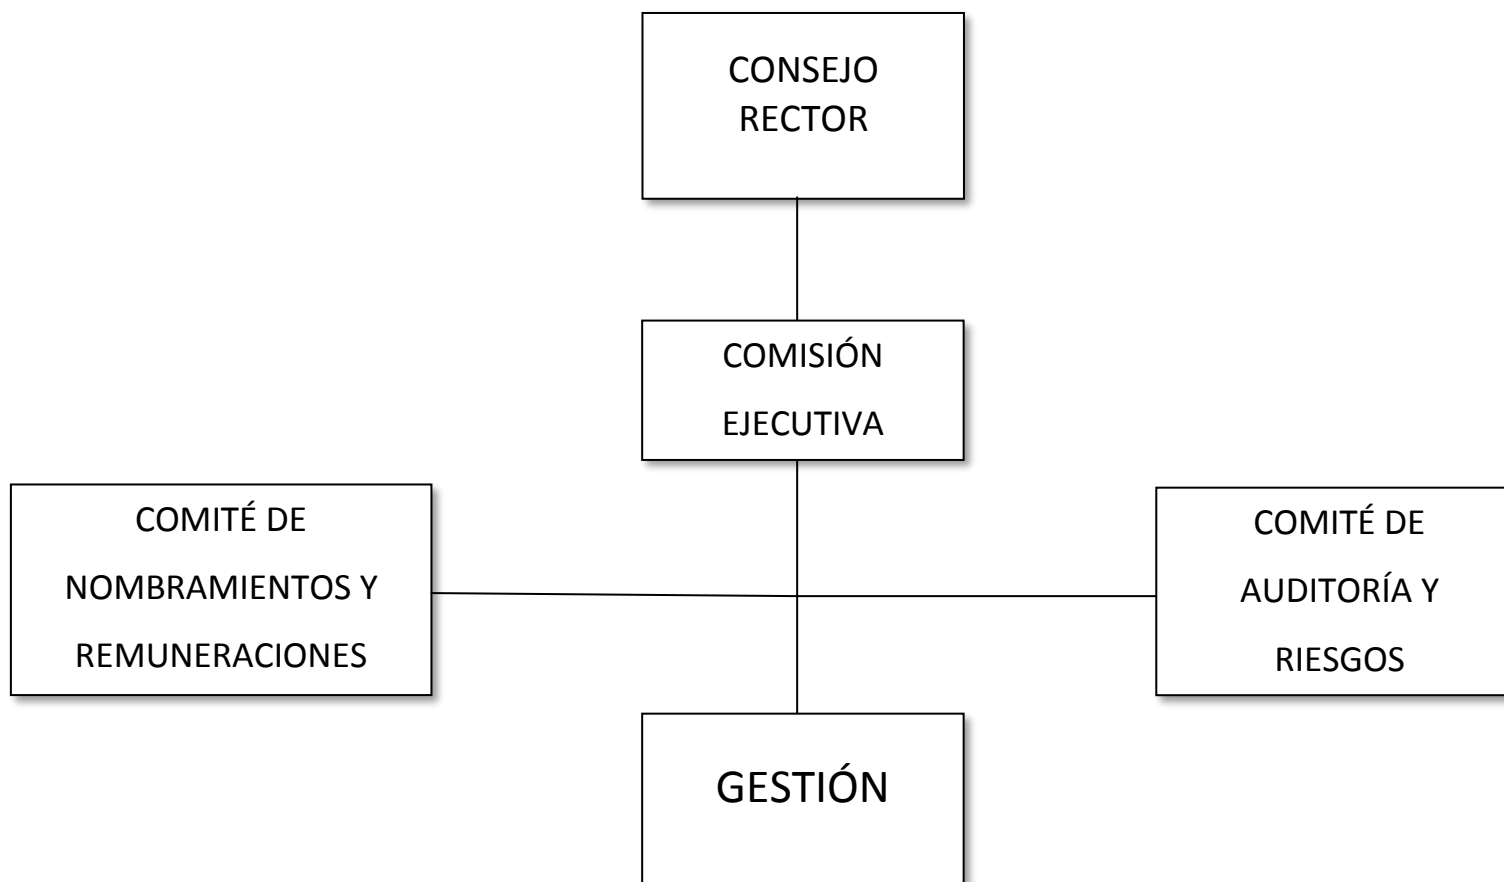 CONSEJO
RECTOR
COMISIÓN
EJECUTIVA
COMITÉ DE
NOMBRAMIENTOS Y
REMUNERACIONES
COMITÉ DE
AUDITORÍA Y
RIESGOS
GESTIÓN